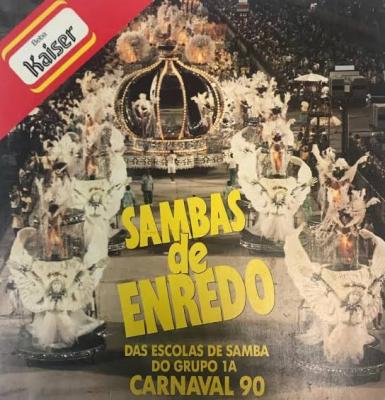 Beba
Kaiser
SAMBAS
de
ENREDO
DAS ESCOLAS DE SAMBA
DO GRUPO 1A
CARNAVAL 90